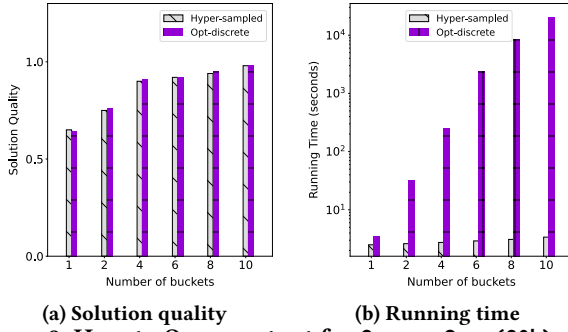 Hyper-sampled
Opt-discrete
1.0
0.5
0.0
Solution Quality
1 2 4 6 8 10
Number of buckets
(a) Solution quality
Hyper-sampled
Opt-discrete
10⁴
10³
10²
10¹
Running Time (seconds)
1 2 4 6 8 10
Number of buckets
(b) Running time